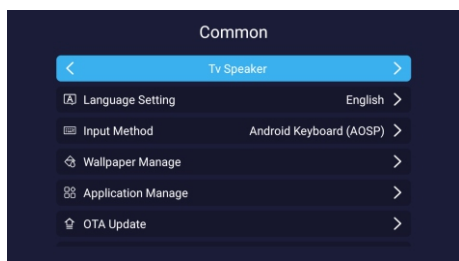 Common
Tv Speaker
Language Setting English
Input Method Android Keyboard (AOSP)
Wallpaper Manage
Application Manage
OTA Update